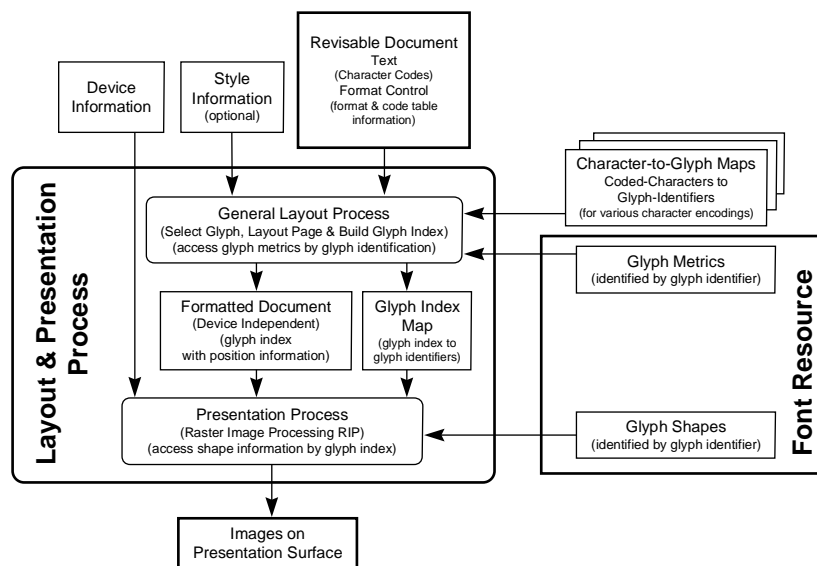 Revisable Document
Text
(Character Codes)
Format Control
(format & code table
information)
Device
Information
Style
Information
(optional)
Character-to-Glyph Maps
Coded-Characters to
Glyph-Identifiers
(for various character encodings)
Layout & Presentation
Process
General Layout Process
(Select Glyph, Layout Page & Build Glyph Index)
(access glyph metrics by glyph identification)
Glyph Metrics
(identified by glyph identifier)
Font Resource
Formatted Document
(Device Independent)
(glyph index
with position information)
Glyph Index
Map
(glyph index to
glyph identifiers)
Presentation Process
(Raster Image Processing RIP)
(access shape information by glyph index)
Glyph Shapes
(identified by glyph identifier)
Images on
Presentation Surface